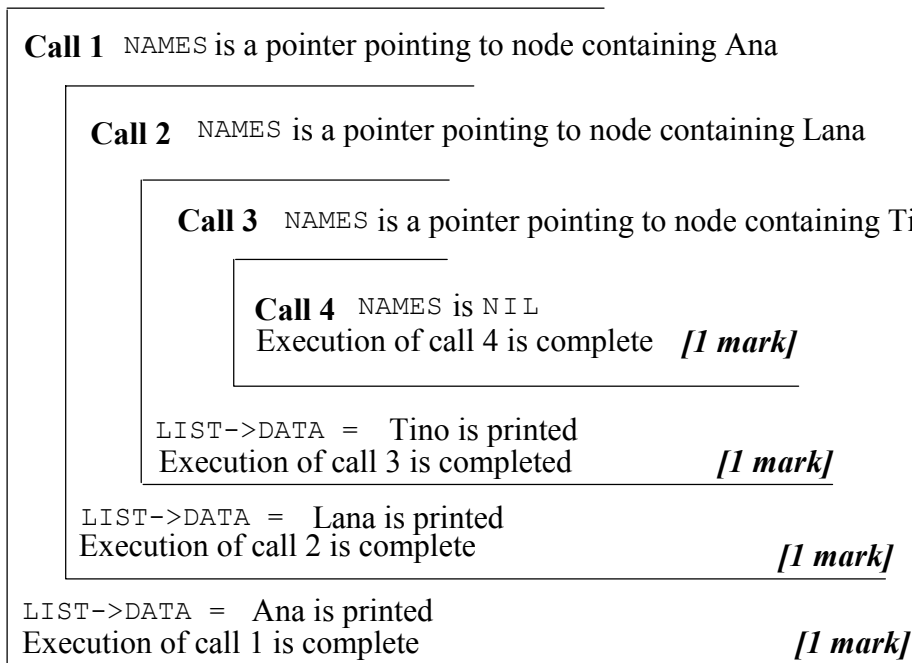 Call 1 NAMES is a pointer pointing to node containing Ana
Call 2 NAMES is a pointer pointing to node containing Lana
Call 3 NAMES is a pointer pointing to node containing
Call 4 NAMES is NIL
Execution of call 4 is complete [1 mark]
LIST->DATA = Tino is printed
Execution of call 3 is completed [1 mark]
LIST->DATA = Lana is printed
Execution of call 2 is complete [1 mark]
LIST->DATA = Ana is printed
Execution of call 1 is complete [1 mark]